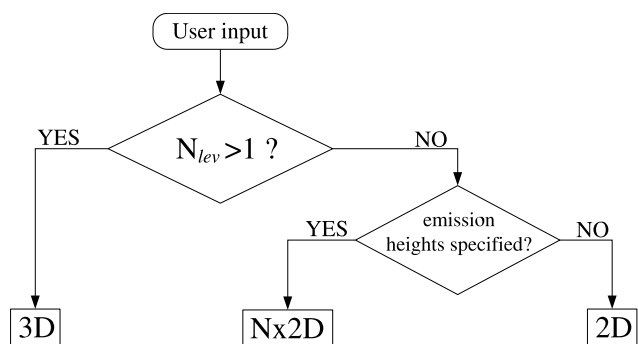 User input
YES
N_lev >1 ?
NO
YES
emission
heights specified?
NO
3D
Nx2D
2D